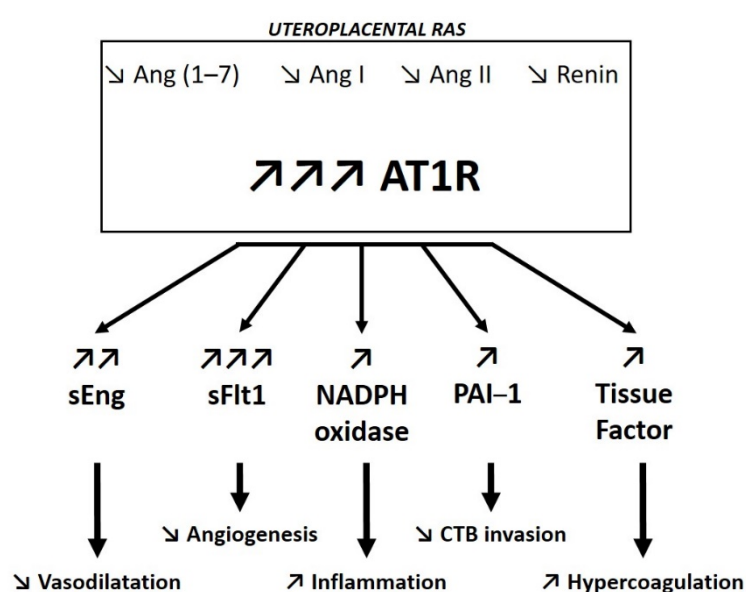 UTEROPLACENTAL RAS
↘ Ang (1–7) ↘ Ang I ↘ Ang II ↘ Renin
↗↗↗ AT1R
↗↗ ↗↗↗ ↗ ↗ ↗
sEng sFlt1 NADPH PAI–1 Tissue
oxidase Factor
↘ Angiogenesis ↘ CTB invasion
↘ Vasodilatation ↗ Inflammation ↗ Hypercoagulation